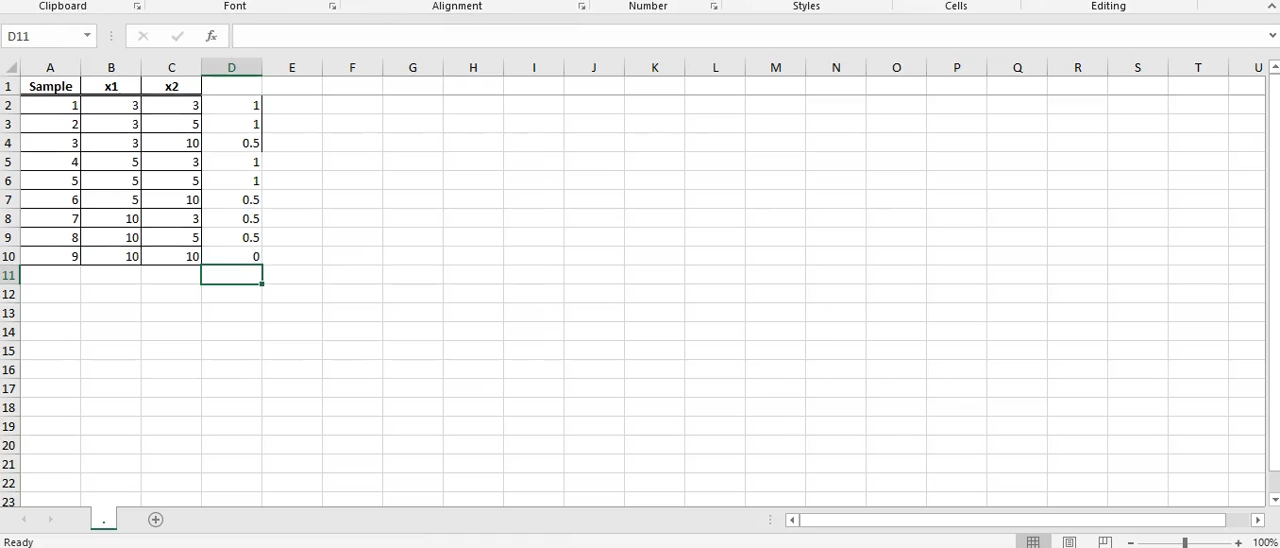 Clipboard Font Alignment Number Styles Cells Editing
D11 fx
A B C D E F G H I J K L M N O P Q R S T U
1 Sample x1 x2
2 1 3 3 1
3 2 3 5 1
4 3 3 10 0.5
5 4 5 3 1
6 5 5 5 1
7 6 5 10 0.5
8 7 10 3 0.5
9 8 10 5 0.5
10 9 10 10 0
11
12
13
14
15
16
17
18
19
20
21
22
23
.
Ready 100%